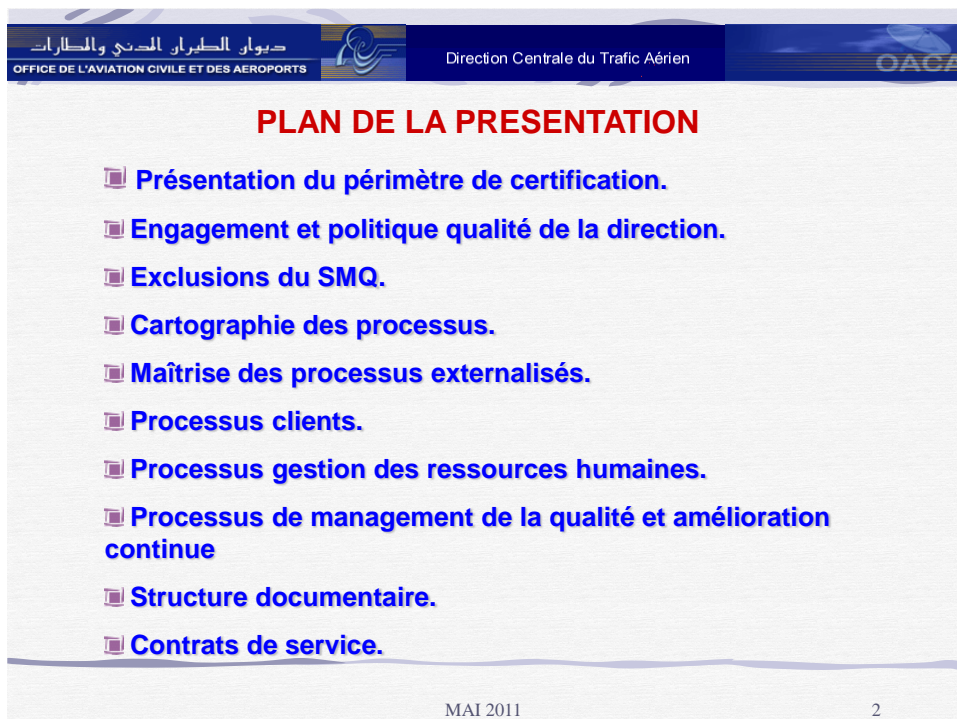 ديوان الطيران المدني والمطارات
OFFICE DE L'AVIATION CIVILE ET DES AEROPORTS
Direction Centrale du Trafic Aérien
OACA
PLAN DE LA PRESENTATION
Présentation du périmètre de certification.
Engagement et politique qualité de la direction.
Exclusions du SMQ.
Cartographie des processus.
Maîtrise des processus externalisés.
Processus clients.
Processus gestion des ressources humaines.
Processus de management de la qualité et amélioration
continue
Structure documentaire.
Contrats de service.
MAI 2011
2